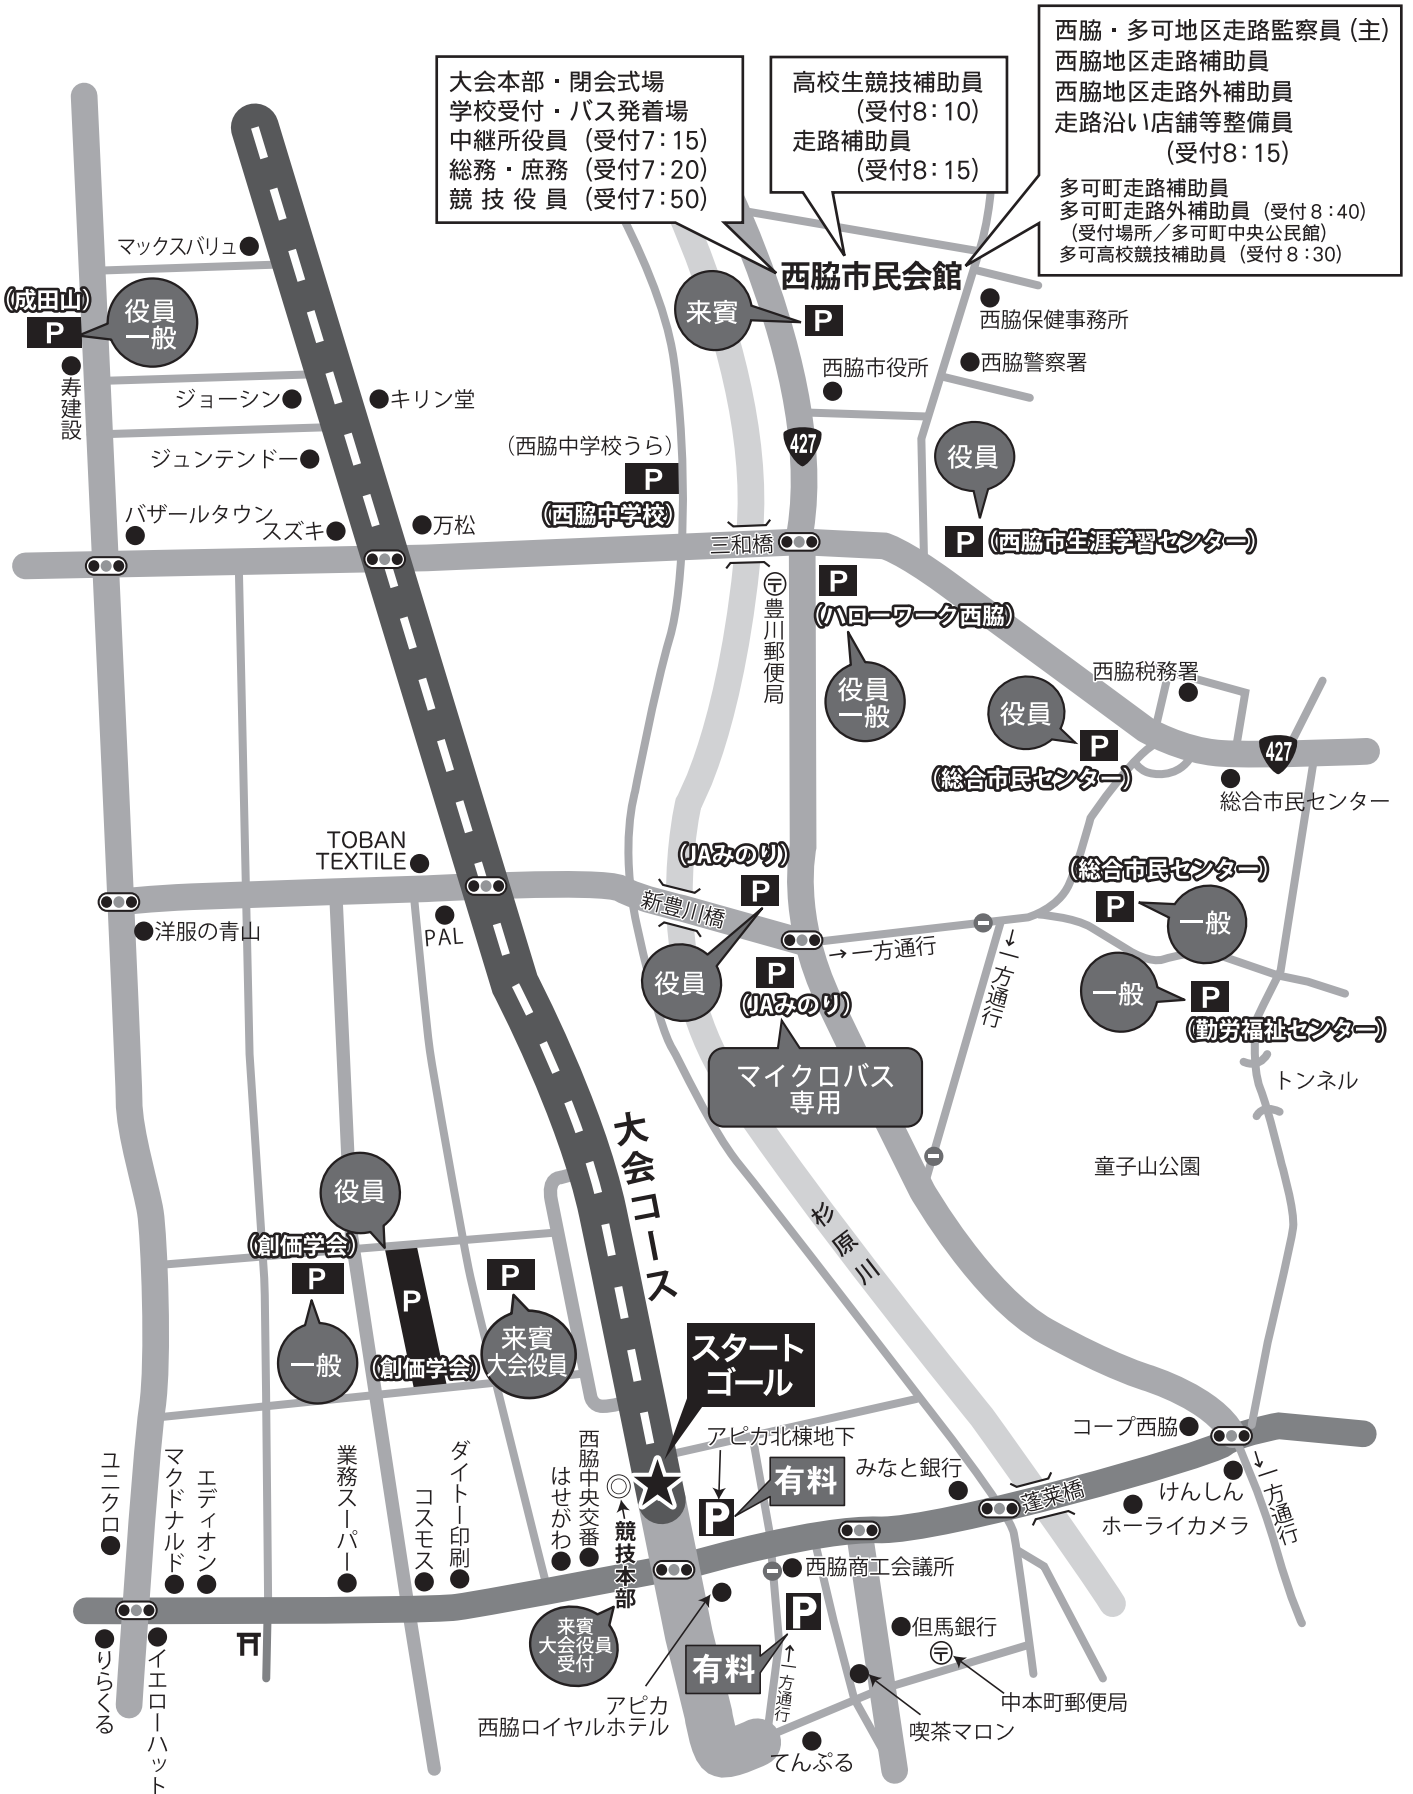 大会本部・閉会式場
学校受付・バス発着場
中継所役員（受付7：15）
総務・庶務（受付7：20）
競 技 役 員（受付7：50）
高校生競技補助員
（受付8：10）
走路補助員
（受付8：15）
西脇・多可地区走路監察員（主）
西脇地区走路補助員
西脇地区走路外補助員
走路沿い店舗等整備員
（受付8：15）
多可町走路補助員
多可町走路外補助員（受付８：40）
（受付場所／多可町中央公民館）
多可高校競技補助員（受付８：30）
マックスバリュ
西脇市民会館
（成田山）
P
役員
一般
来賓
P
西脇保健事務所
西脇警察署
西脇市役所
寿建設
ジョーシン
キリン堂
427
（西脇中学校うら）
P
（西脇中学校）
ジュンテンドー
役員
バザールタウン
スズキ
万松
三和橋
P
（西脇市生涯学習センター）
〒豊川郵便局
P
（ハローワーク西脇）
役員
一般
西脇税務署
役員
P
（総合市民センター）
427
総合市民センター
TOBAN
TEXTILE
（JAみのり）
P
（総合市民センター）
P
一般
新豊川橋
洋服の青山
PAL
→一方通行
→一方通行
役員
P
（JAみのり）
一般
P
（勤労福祉センター）
マイクロバス
専用
トンネル
大会コース
童子山公園
役員
杉原川
（創価学会）
P
P
P
一般
（創価学会）
来賓
大会役員
スタート
ゴール
コープ西脇
アピカ北棟地下
有料
P
みなと銀行
蓬莱橋
けんしん
ホーライカメラ
→一方通行
ユニクロ
マクドナルド
エディオン
業務スーパー
コスモス
ダイトー印刷
はせがわ
西脇中央交番
◎
競技本部
西脇商工会議所
P
有料
但馬銀行
〒
来賓
大会役員
受付
→一方通行
りらくる
イエローハット
アピカ
西脇ロイヤルホテル
中本町郵便局
喫茶マロン
てんぷる